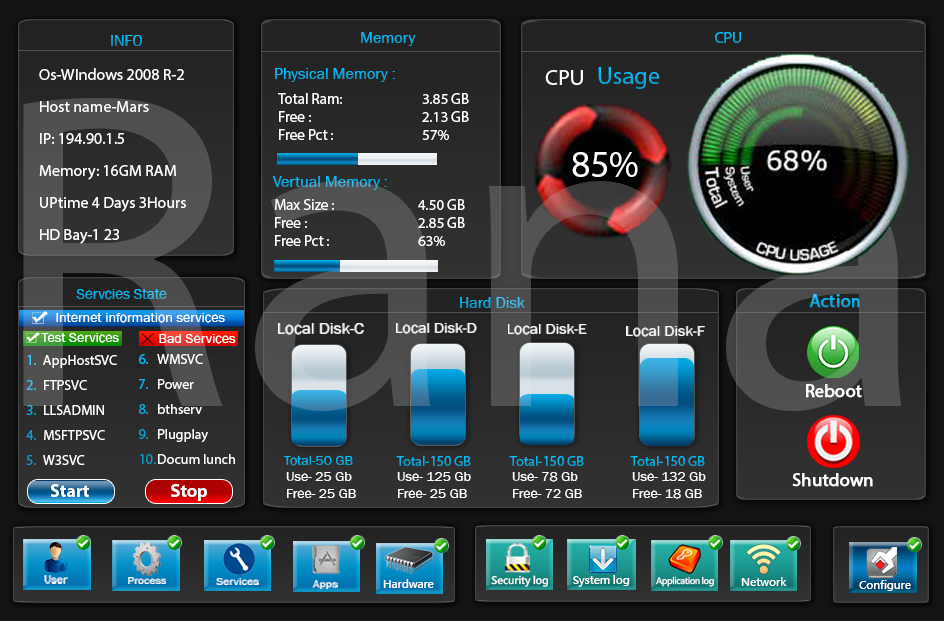 INFO
Os-WIndows 2008 R-2
Host name-Mars
IP: 194.90.1.5
Memory: 16GM RAM
UPtime 4 Days 3Hours
HD Bay-1 23
Memory
Physical Memory :
Total Ram: 3.85 GB
Free : 2.13 GB
Free Pct : 57%
Vertual Memory :
Max Size : 4.50 GB
Free : 2.85 GB
Free Pct : 63%
CPU
CPU Usage
85%
68%
Total
System
User
CPU USAGE
Servcies State
Internet information services
Test Services Bad Services
1. AppHostSVC 6. WMSVC
2. FTPSVC 7. Power
3. LLSADMIN 8. bthserv
4. MSFTPSVC 9. Plugplay
5. W3SVC 10. Docum lunch
Start Stop
Hard Disk
Local Disk-C Local Disk-D Local Disk-E Local Disk-F
Total-50 GB Total-150 GB Total-150 GB Total-150 GB
Use- 25 Gb Use- 125 Gb Use- 78 Gb Use- 132 Gb
Free- 25 GB Free- 25 GB Free- 72 GB Free- 18 GB
Action
Reboot
Shutdown
Rana
User Process Services Apps Hardware Security log System log Application log Network Configure